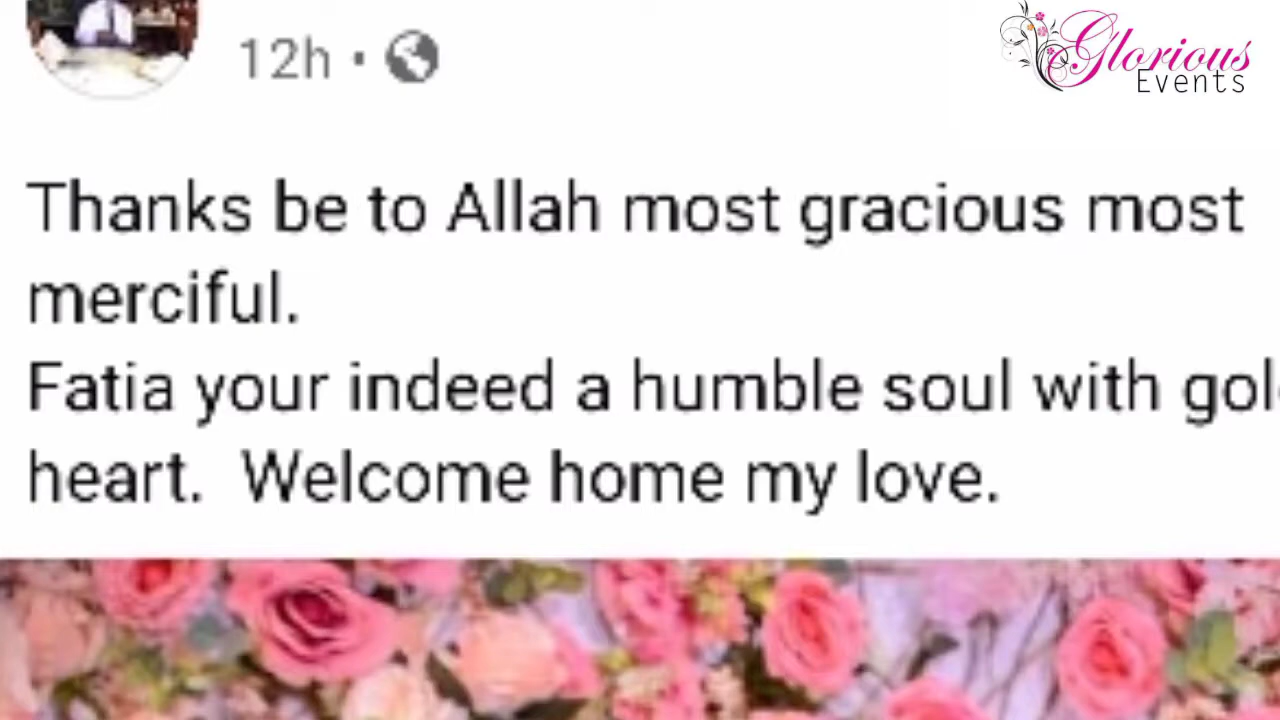 12h
Glorious
Events
Thanks be to Allah most gracious most
merciful.
Fatia your indeed a humble soul with
heart. Welcome home my love.